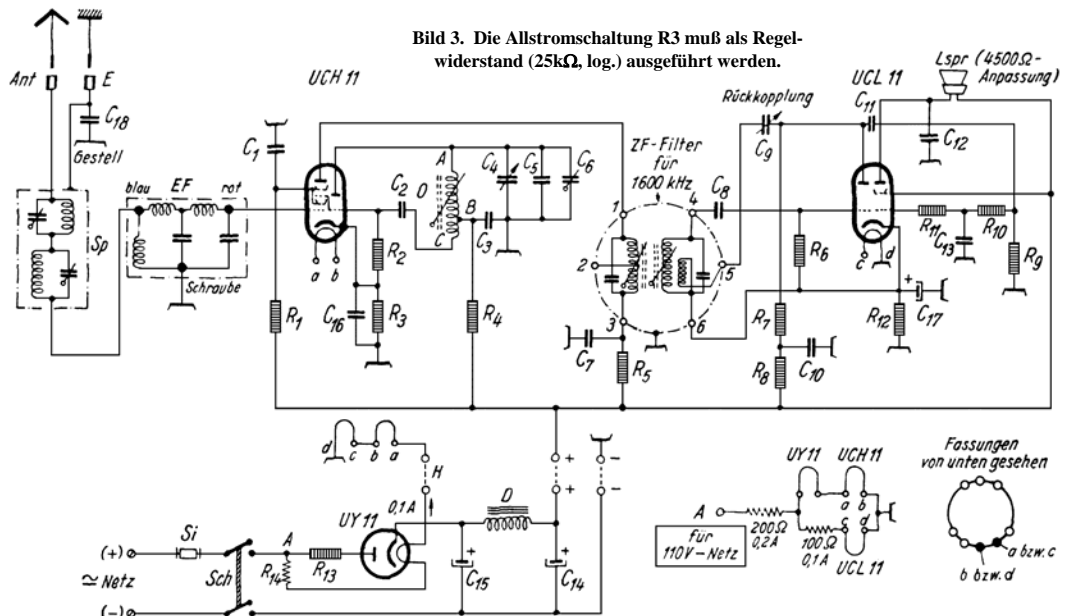 Bild 3. Die Allstromschaltung R3 muß als Regel-
widerstand (25kΩ, log.) ausgeführt werden.
Ant
E
C18
Gestell
Sp
blau
EF
rot
Schraube
C1
UCH 11
R1
C2
R2
C16
R3
O
A
B
C
C3
R4
C4
C5
C6
a
b
ZF-Filter
für
1600 kHz
1
2
3
4
5
6
C7
R5
Rückkopplung
C9
C8
R6
R7
R8
C10
UCL 11
C11
Lspr (4500Ω-
Anpassung)
C12
R11
C13
R10
R9
c
d
R12
+
C17
d
c
b
a
H
0,1 A
UY 11
D
+
+
-
-
(+)
Si
≃ Netz
Sch
(-)
A
R14
R13
+
C15
+
C14
UY 11
UCH 11
A
200Ω
0,2A
a
b
c
d
100Ω
0,1A
UCL 11
für
110V-Netz
Fassungen
von unten gesehen
a bzw. c
b bzw. d